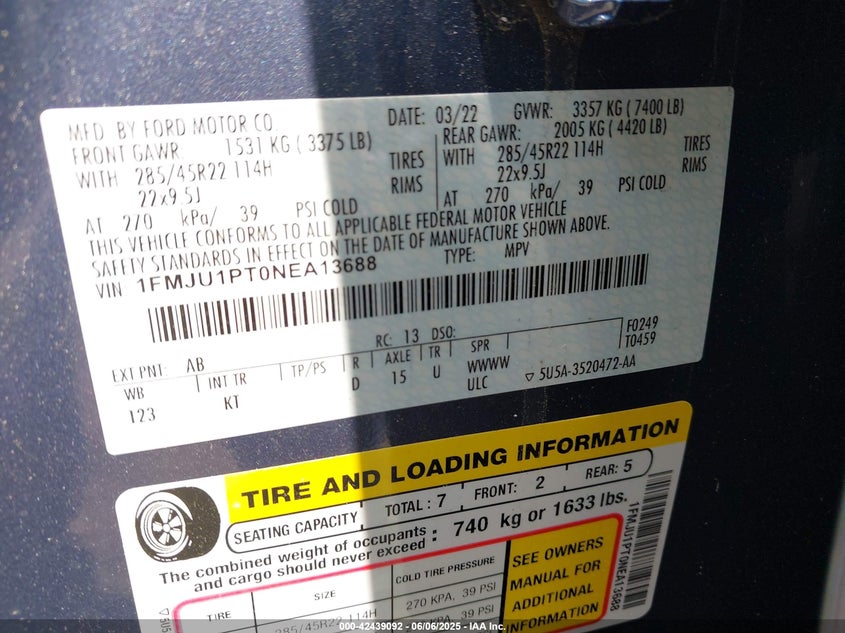 MFD. BY FORD MOTOR CO. DATE: 03/22 GVWR: 3357 KG ( 7400 LB)
FRONT GAWR: 1531 KG ( 3375 LB) REAR GAWR: 2005 KG ( 4420 LB)
WITH 285/45R22 114H TIRES WITH 285/45R22 114H TIRES
22x9.5J RIMS 22x9.5J RIMS
AT 270 kPa/ 39 PSI COLD AT 270 kPa/ 39 PSI COLD
THIS VEHICLE CONFORMS TO ALL APPLICABLE FEDERAL MOTOR VEHICLE
SAFETY STANDARDS IN EFFECT ON THE DATE OF MANUFACTURE SHOWN ABOVE.
VIN: 1FMJU1PT0NEA13688 TYPE: MPV
EXT PNT: AB RC: 13 DSO: F0249
T0459
WB INT TR TP/PS R AXLE TR SPR
123 KT D 15 U WWWW
ULC ▽ 5U5A-3520472-AA
TIRE AND LOADING INFORMATION
SEATING CAPACITY TOTAL : 7 FRONT: 2 REAR: 5
The combined weight of occupants
and cargo should never exceed : 740 kg or 1633 lbs.
TIRE SIZE COLD TIRE PRESSURE
285/45R22 114H 270 KPA, 39 PSI
KPA, 39 PSI
SEE OWNERS
MANUAL FOR
ADDITIONAL
INFORMATION
1FMJU1PT0NEA13688
000-42439092 - 06/06/2025 - IAA Inc.